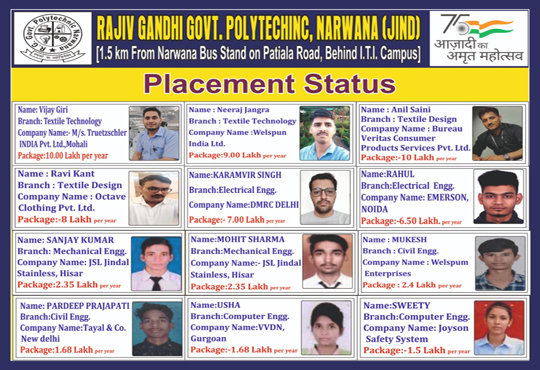 RAJIV GANDHI GOVT. POLYTECHINC, NARWANA (JIND)
[1.5 km From Narwana Bus Stand on Patiala Road, Behind I.T.I. Campus]
75
आज़ादी का
अमृत महोत्सव
Placement Status
Name: Vijay Giri
Branch: Textile Technology
Company Name:- M/s. Truetzschler
INDIA Pvt. Ltd.,Mohali
Package:10.00 Lakh per year
Name : Neeraj Jangra
Branch : Textile Technology
Company Name :Welspun
India Ltd.
Package:9.00 Lakh per year
Name : Anil Saini
Branch : Textile Design
Company Name : Bureau
Veritas Consumer
Products Services Pvt. Ltd.
Package:-10 Lakh per year
Name : Ravi Kant
Branch : Textile Design
Company Name : Octave
Clothing Pvt. Ltd.
Package:-8 Lakh per year
Name:KARAMVIR SINGH
Branch:Electrical Engg.
Company Name:DMRC DELHI
Package:- 7.00 Lakh per year
Name:RAHUL
Branch:Electrical Engg.
Company Name: EMERSON,
NOIDA
Package:-6.50 Lakh. per year
Name: SANJAY KUMAR
Branch: Mechanical Engg.
Company Name: JSL Jindal
Stainless, Hisar
Package:2.35 Lakh per year
Name:MOHIT SHARMA
Branch:Mechanical Engg.
Company Name:- JSL Jindal
Stainless, Hisar
Package:2.35 Lakh per year
Name : MUKESH
Branch : Civil Engg.
Company Name : Welspum
Enterprises
Package : 2.4 Lakh per year
Name: PARDEEP PRAJAPATI
Branch:Civil Engg.
Company Name:Tayal & Co.
New delhi
Package:1.68 Lakh per year
Name:USHA
Branch:Computer Engg.
Company Name:VVDN,
Gurgoan
Package:-1.68 Lakh per year
Name:SWEETY
Branch:Computer Engg.
Company Name: Joyson
Safety System
Package:-1.5 Lakh per year